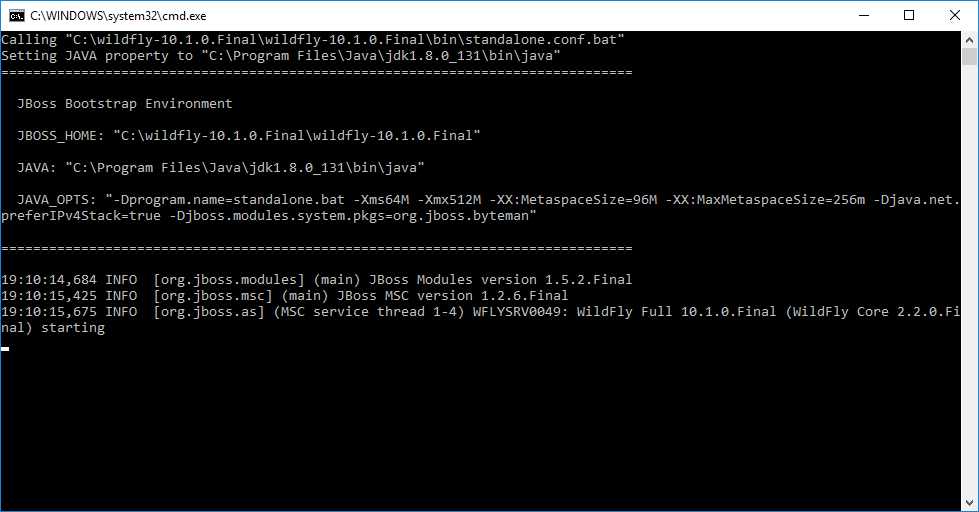 C:\WINDOWS\system32\cmd.exe
Calling "C:\wildfly-10.1.0.Final\wildfly-10.1.0.Final\bin\standalone.conf.bat"
Setting JAVA property to "C:\Program Files\Java\jdk1.8.0_131\bin\java"
===============================================================================
JBoss Bootstrap Environment
JBOSS_HOME: "C:\wildfly-10.1.0.Final\wildfly-10.1.0.Final"
JAVA: "C:\Program Files\Java\jdk1.8.0_131\bin\java"
JAVA_OPTS: "-Dprogram.name=standalone.bat -Xms64M -Xmx512M -XX:MetaspaceSize=96M -XX:MaxMetaspaceSize=256m -Djava.net.
preferIPv4Stack=true -Djboss.modules.system.pkgs=org.jboss.byteman"
===============================================================================
19:10:14,684 INFO  [org.jboss.modules] (main) JBoss Modules version 1.5.2.Final
19:10:15,425 INFO  [org.jboss.msc] (main) JBoss MSC version 1.2.6.Final
19:10:15,675 INFO  [org.jboss.as] (MSC service thread 1-4) WFLYSRV0049: WildFly Full 10.1.0.Final (WildFly Core 2.2.0.Fi
nal) starting